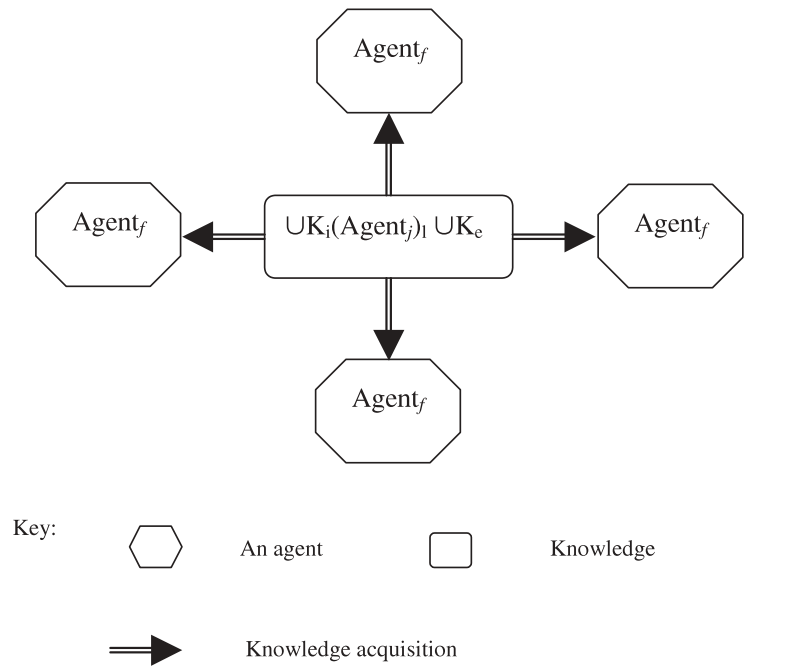 Agentf
Agentf
∪Ki(Agentj)l ∪Ke
Agentf
Agentf
Key:
An agent
Knowledge
Knowledge acquisition